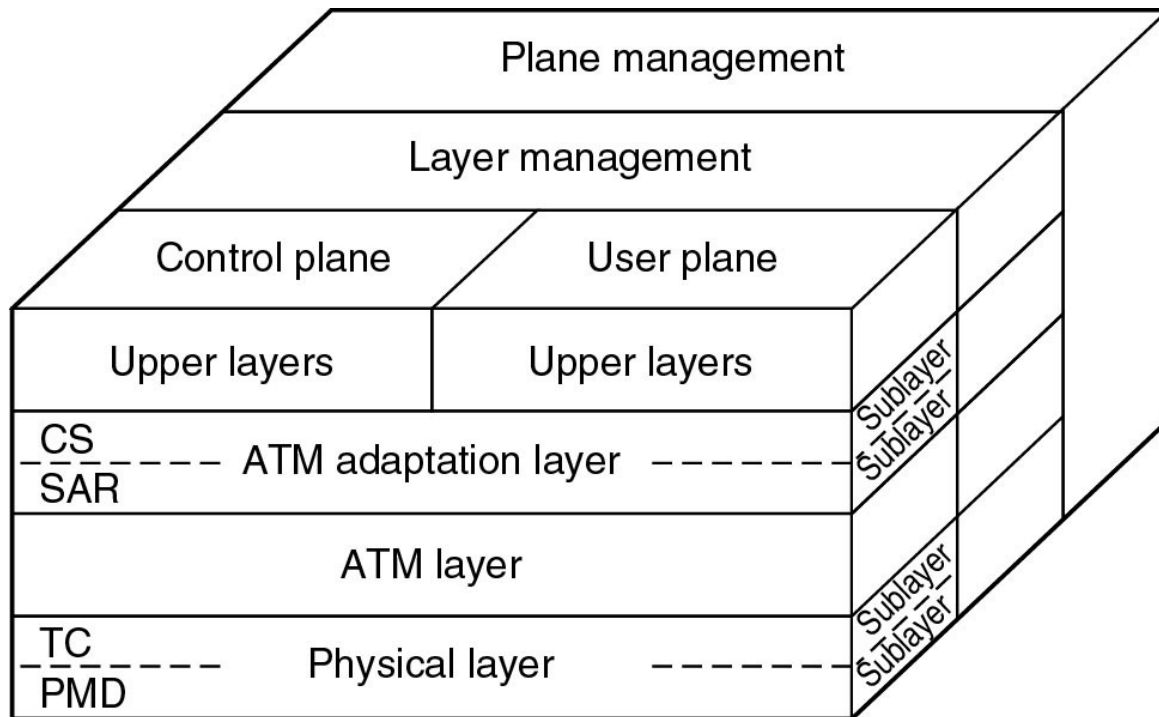 Plane management
Layer management
Control plane
User plane
Upper layers
Upper layers
Sublayer
Sublayer
CS
ATM adaptation layer
SAR
ATM layer
Sublayer
Sublayer
TC
Physical layer
PMD